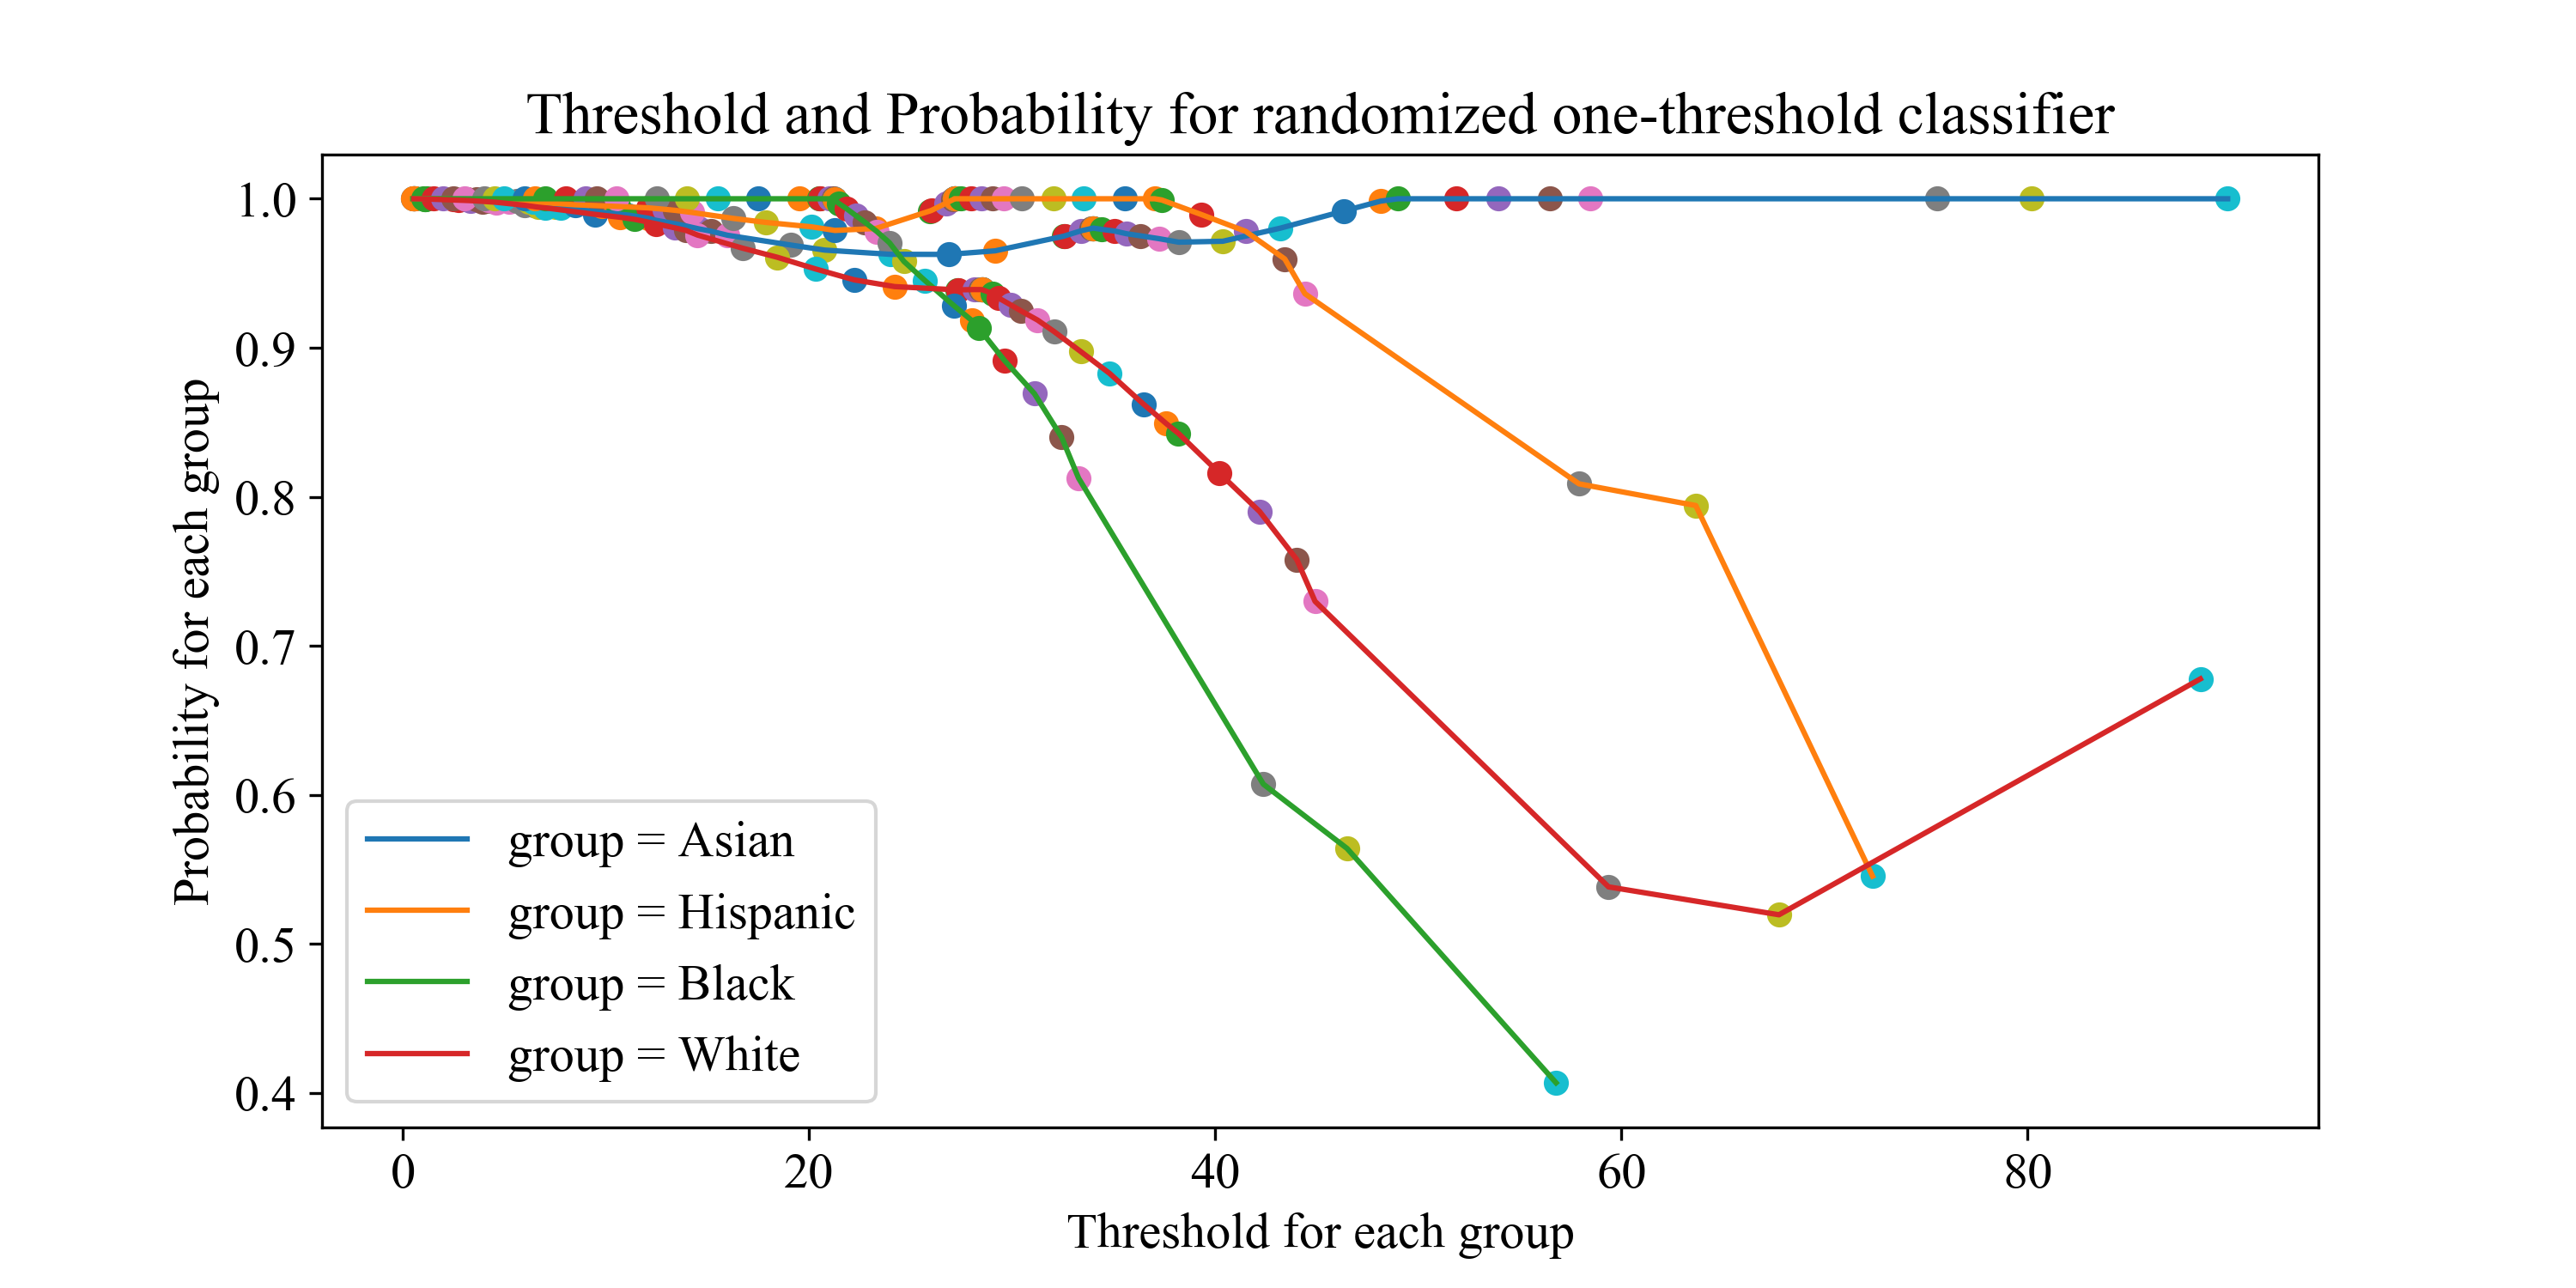 Threshold and Probability for randomized one-threshold classifier
Probability for each group
1.0
0.9
0.8
0.7
0.6
0.5
0.4
group = Asian
group = Hispanic
group = Black
group = White
0 20 40 60 80
Threshold for each group